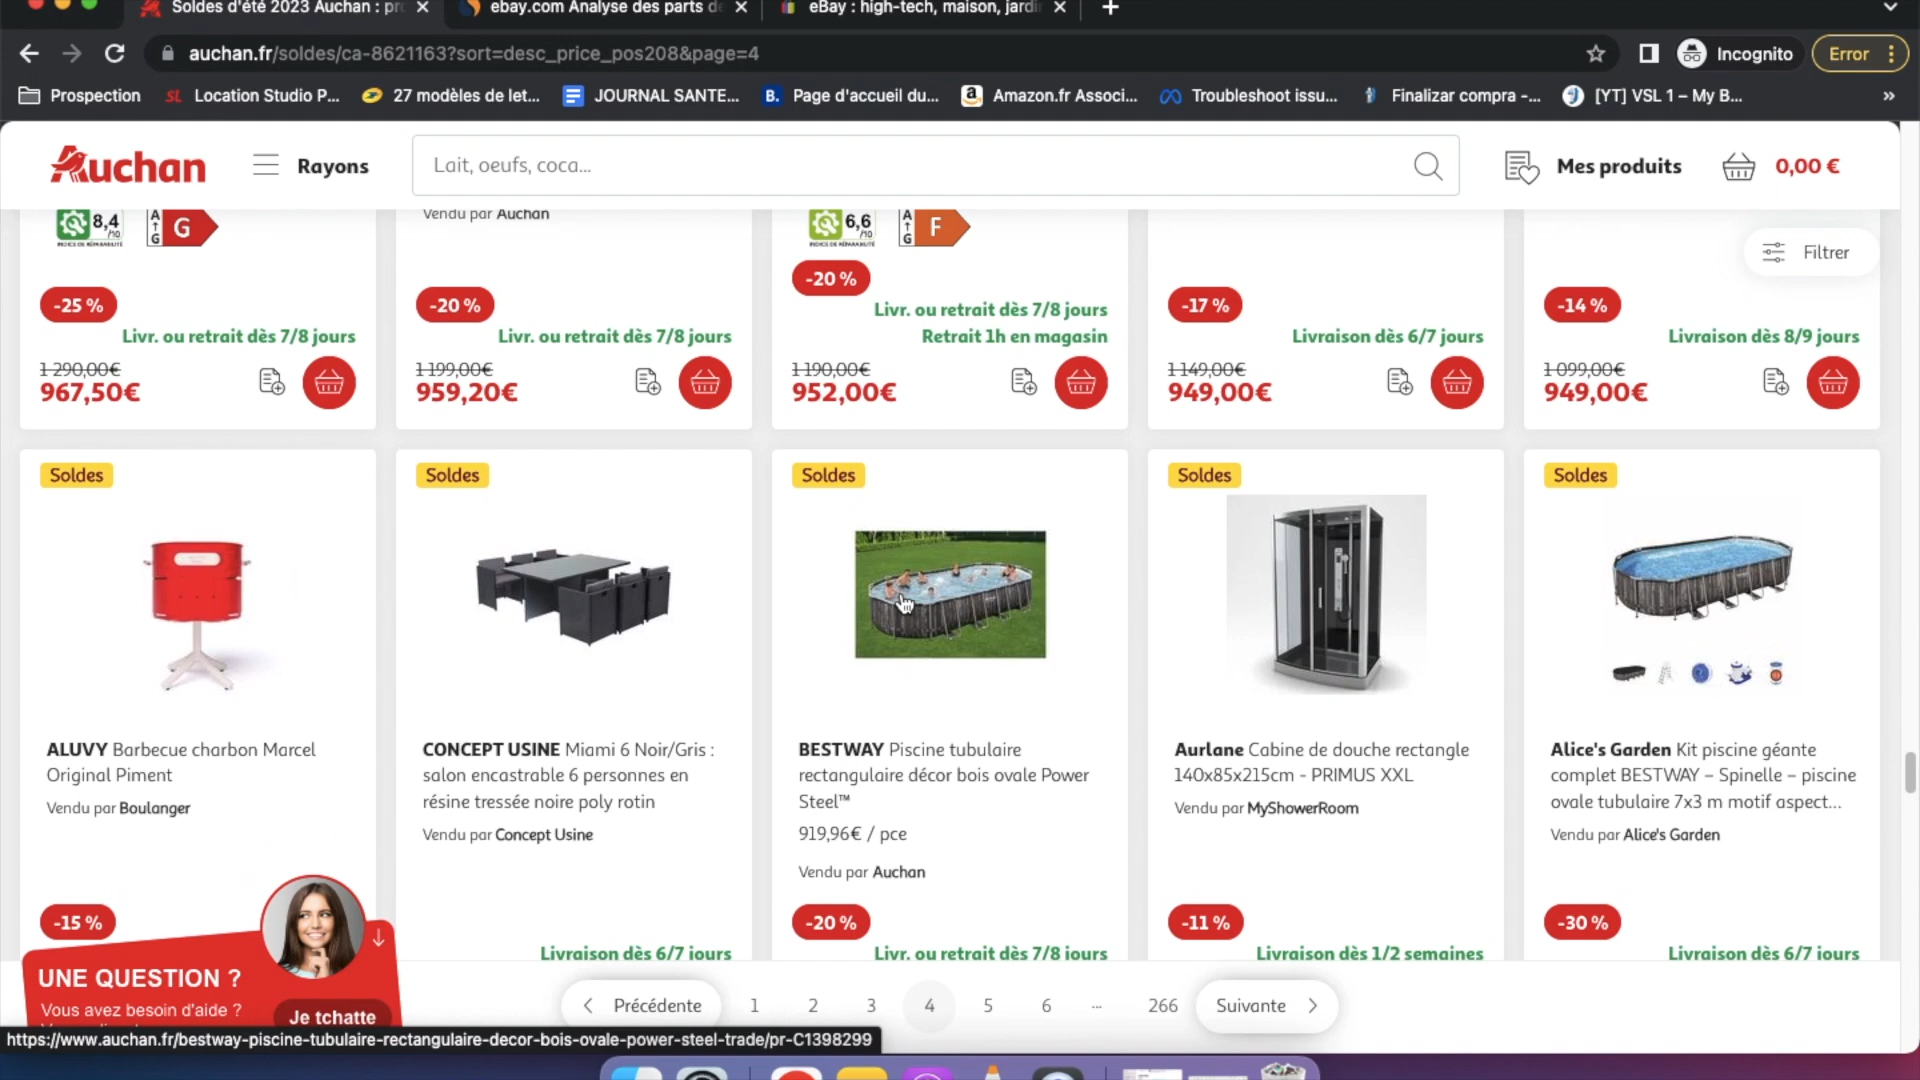 Soldes d'été 2023 Auchan : pr
ebay.com Analyse des parts d
eBay : high-tech, maison, jardi
auchan.fr/soldes/ca-8621163?sort=desc_price_pos208&page=4
Incognito
Error
Prospection
SL Location Studio P...
27 modèles de let...
JOURNAL SANTE...
B. Page d'accueil du...
a Amazon.fr Associ...
Troubleshoot issu...
Finalizar compra -...
[YT] VSL 1 – My B...
»
Auchan
Rayons
Lait, oeufs, coca...
Mes produits
0,00 €
8,4 /10
INDICE DE RÉPARABILITÉ
A
G
G
Vendu par Auchan
6,6 /10
INDICE DE RÉPARABILITÉ
A
G
F
Filtrer
-25 %
Livr. ou retrait dès 7/8 jours
1 290,00€
967,50€
-20 %
Livr. ou retrait dès 7/8 jours
1 199,00€
959,20€
-20 %
Livr. ou retrait dès 7/8 jours
Retrait 1h en magasin
1 190,00€
952,00€
-17 %
Livraison dès 6/7 jours
1 149,00€
949,00€
-14 %
Livraison dès 8/9 jours
1 099,00€
949,00€
Soldes
ALUVY Barbecue charbon Marcel
Original Piment
Vendu par Boulanger
-15 %
Soldes
CONCEPT USINE Miami 6 Noir/Gris :
salon encastrable 6 personnes en
résine tressée noire poly rotin
Vendu par Concept Usine
Livraison dès 6/7 jours
Soldes
BESTWAY Piscine tubulaire
rectangulaire décor bois ovale Power
Steel™
919,96€ / pce
Vendu par Auchan
-20 %
Livr. ou retrait dès 7/8 jours
Soldes
Aurlane Cabine de douche rectangle
140x85x215cm - PRIMUS XXL
Vendu par MyShowerRoom
-11 %
Livraison dès 1/2 semaines
Soldes
Alice's Garden Kit piscine géante
complet BESTWAY – Spinelle – piscine
ovale tubulaire 7x3 m motif aspect...
Vendu par Alice's Garden
-30 %
Livraison dès 6/7 jours
UNE QUESTION ?
Vous avez besoin d'aide ?
Je tchatte
Précédente 1 2 3 4 5 6 ... 266 Suivante
https://www.auchan.fr/bestway-piscine-tubulaire-rectangulaire-decor-bois-ovale-power-steel-trade/pr-C1398299